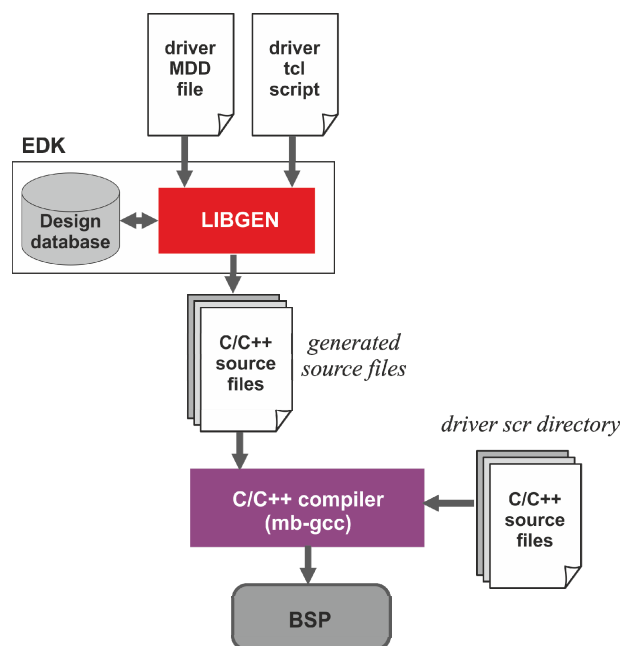 driver
MDD
file
driver
tcl
script
EDK
Design
database
LIBGEN
C/C++
source
files
generated
source files
driver scr directory
C/C++ compiler
(mb-gcc)
C/C++
source
files
BSP